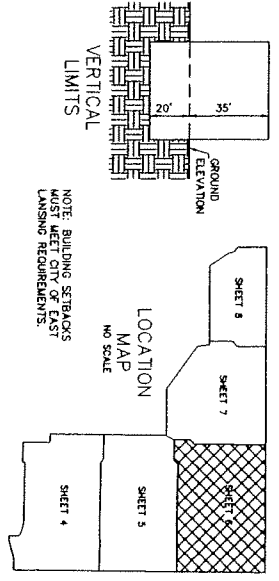 20'
35'
GROUND
ELEVATION
VERTICAL
LIMITS
NOTE: BUILDING SETBACKS
MUST MEET CITY OF EAST
LANSING REQUIREMENTS.
LOCATION
MAP
NO SCALE
SHEET 8
SHEET 7
SHEET 6
SHEET 5
SHEET 4